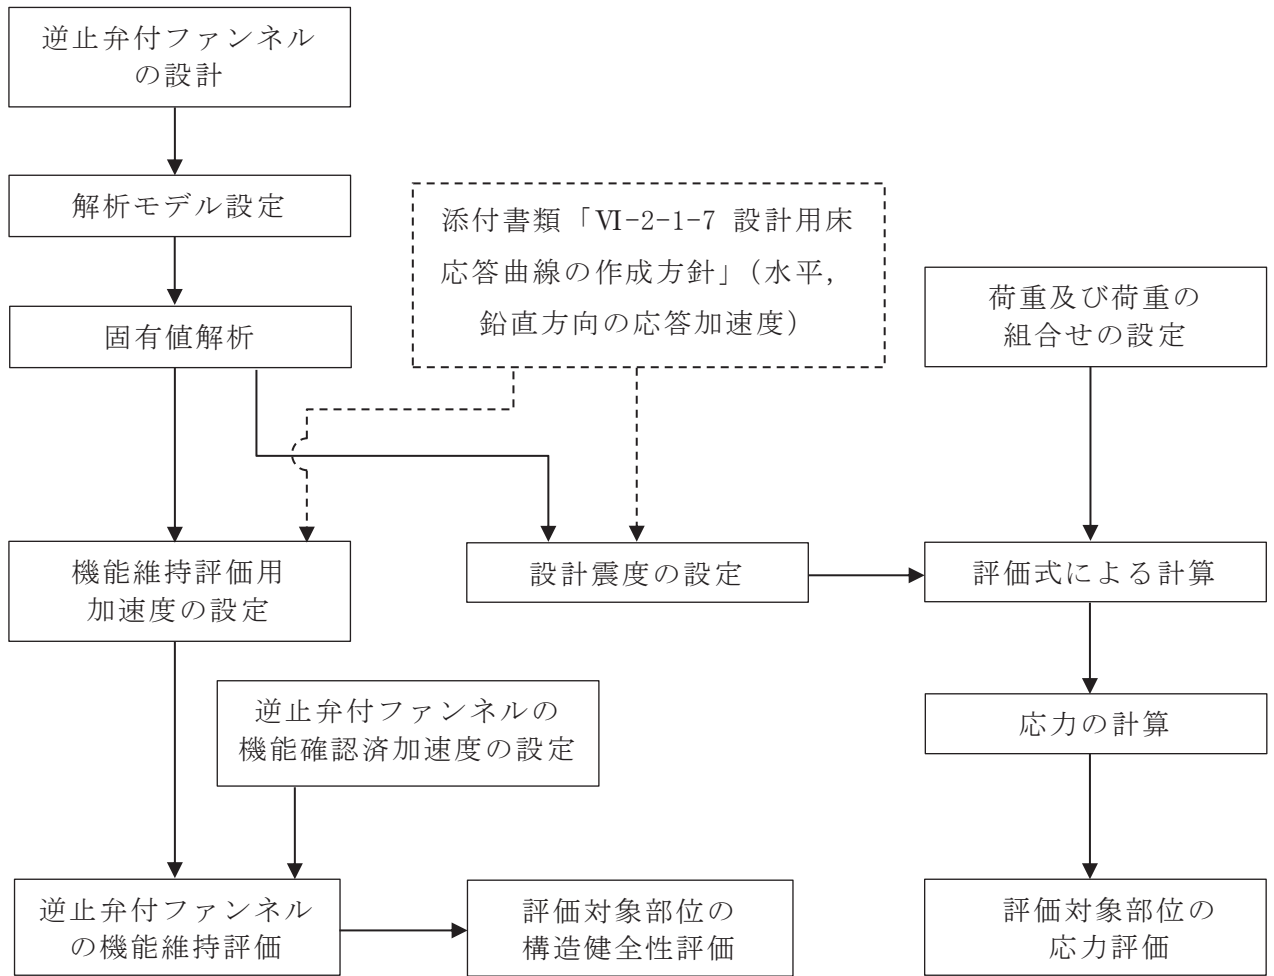 逆止弁付ファンネル
の設計
解析モデル設定
添付書類「Ⅵ-2-1-7 設計用床
応答曲線の作成方針」（水平，
鉛直方向の応答加速度）
荷重及び荷重の
組合せの設定
固有値解析
機能維持評価用
加速度の設定
設計震度の設定
評価式による計算
逆止弁付ファンネルの
機能確認済加速度の設定
応力の計算
逆止弁付ファンネル
の機能維持評価
評価対象部位の
構造健全性評価
評価対象部位の
応力評価